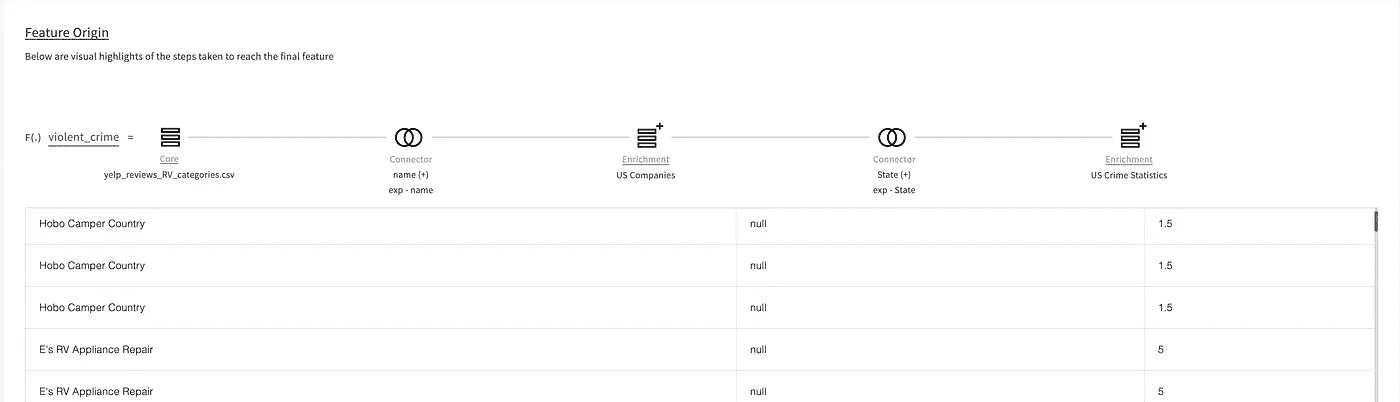 Feature Origin
Below are visual highlights of the steps taken to reach the final feature
F(.) violent_crime =
Core Connector Enrichment Connector Enrichment
yelp_reviews_RV_categories.csv name (+) US Companies State (+) US Crime Statistics
exp - name exp - State
Hobo Camper Country null 1.5
Hobo Camper Country null 1.5
Hobo Camper Country null 1.5
E's RV Appliance Repair null 5
E's RV Appliance Repair null 5